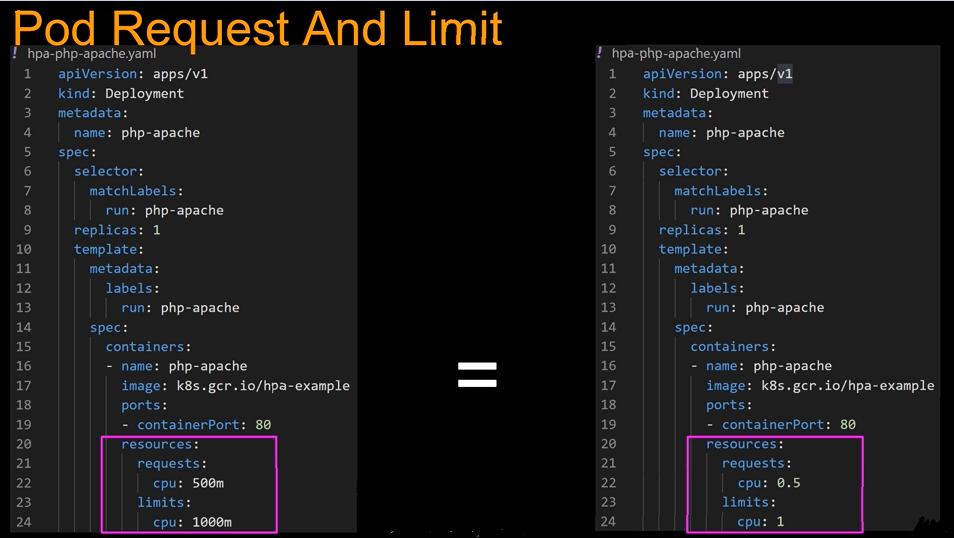 Pod Request And Limit
! hpa-php-apache.yaml
1 apiVersion: apps/v1
2 kind: Deployment
3 metadata:
4 name: php-apache
5 spec:
6 selector:
7 matchLabels:
8 run: php-apache
9 replicas: 1
10 template:
11 metadata:
12 labels:
13 run: php-apache
14 spec:
15 containers:
16 - name: php-apache
17 image: k8s.gcr.io/hpa-example
18 ports:
19 - containerPort: 80
20 resources:
21 requests:
22 cpu: 500m
23 limits:
24 cpu: 1000m
=
! hpa-php-apache.yaml
1 apiVersion: apps/v1
2 kind: Deployment
3 metadata:
4 name: php-apache
5 spec:
6 selector:
7 matchLabels:
8 run: php-apache
9 replicas: 1
10 template:
11 metadata:
12 labels:
13 run: php-apache
14 spec:
15 containers:
16 - name: php-apache
17 image: k8s.gcr.io/hpa-example
18 ports:
19 - containerPort: 80
20 resources:
21 requests:
22 cpu: 0.5
23 limits:
24 cpu: 1